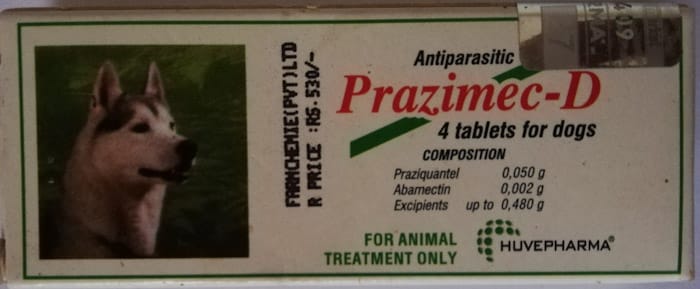 FARMCHEMIE(PVT)LTD
R PRICE :RS.530/-
Antiparasitic
Prazimec-D
4 tablets for dogs
COMPOSITION
Praziquantel 0,050 g
Abamectin 0,002 g
Excipients up to 0,480 g
FOR ANIMAL
TREATMENT ONLY
HUVEPHARMA®